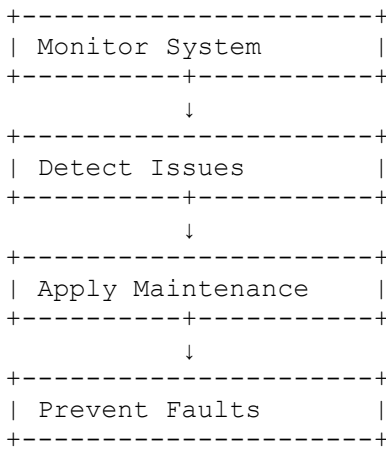 +-----------------------+
| Monitor System        |
+----------+------------+
↓
+-----------------------+
| Detect Issues         |
+----------+------------+
↓
+-----------------------+
| Apply Maintenance     |
+----------+------------+
↓
+-----------------------+
| Prevent Faults        |
+-----------------------+